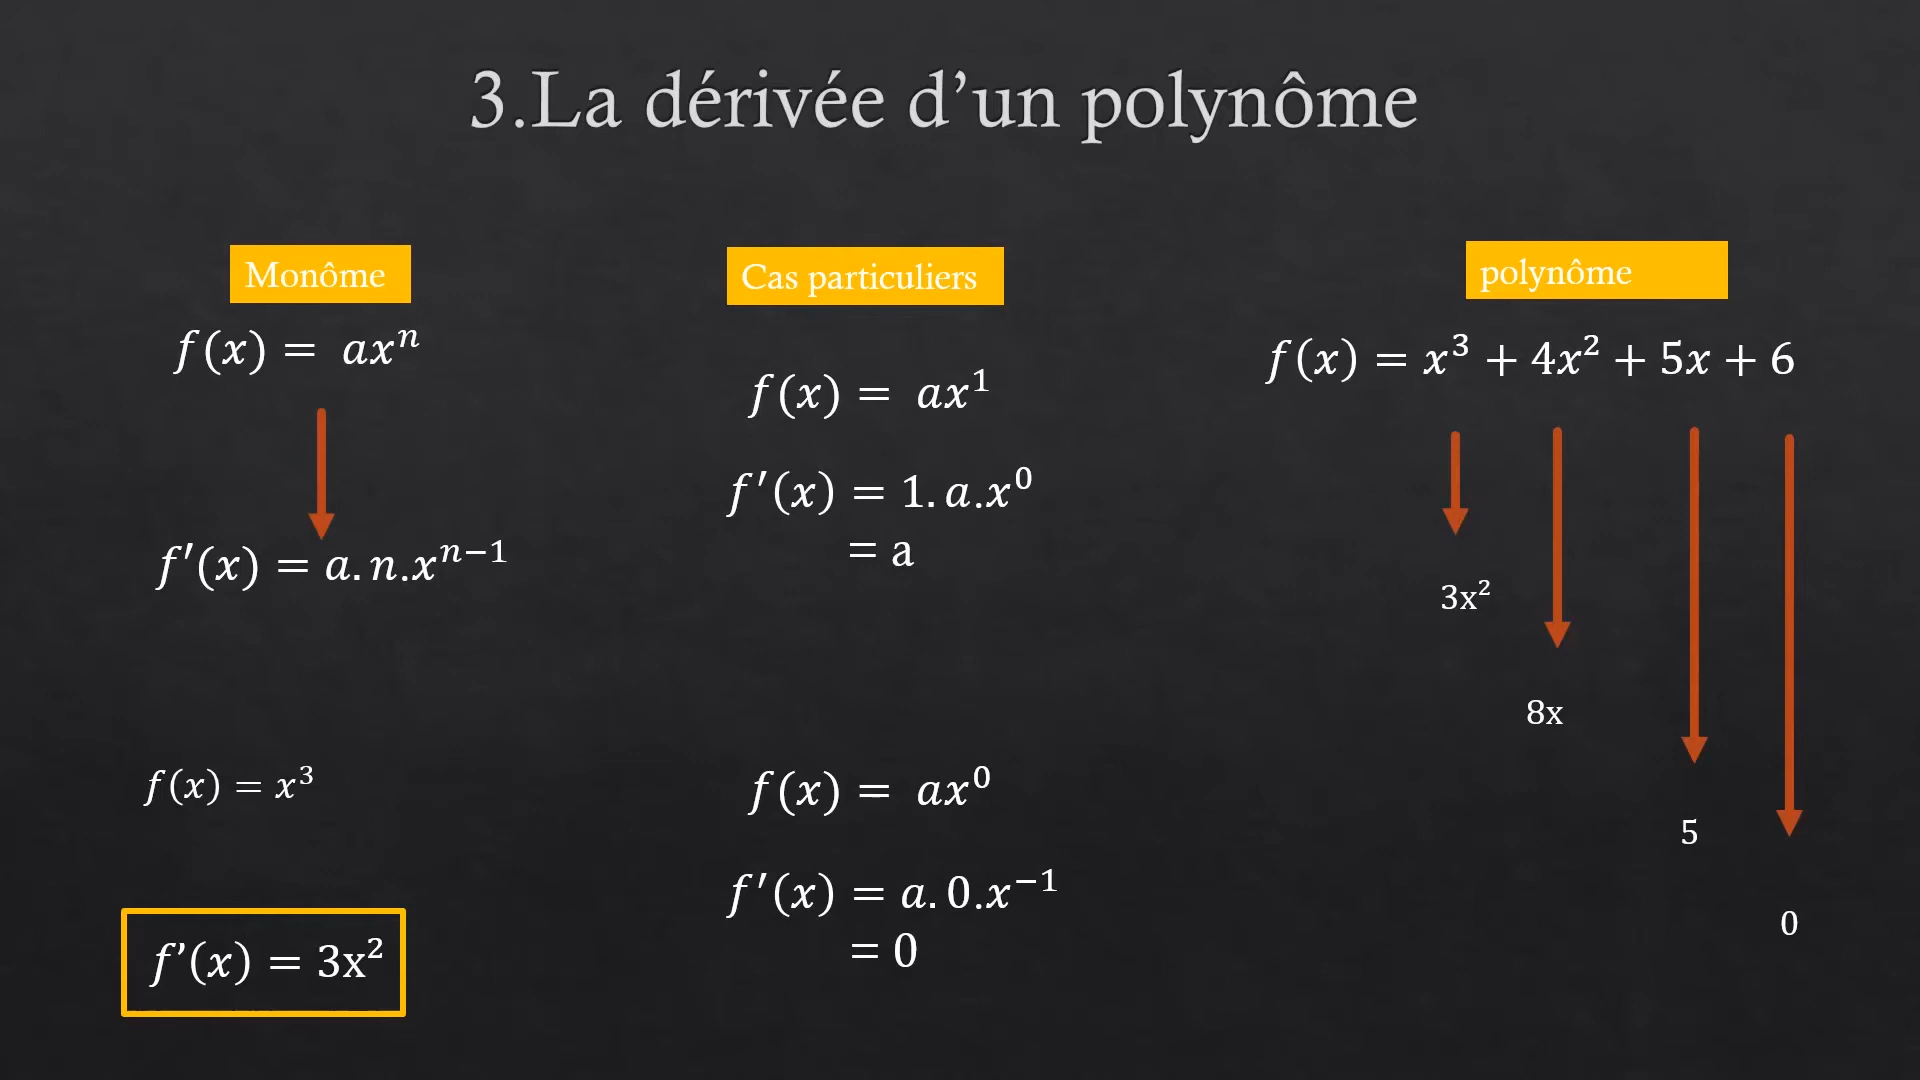 3.La dérivée d’un polynôme
Monôme
f(x) = axⁿ
f′(x) = a.n.xⁿ⁻¹
f(x) = x³
f’(x) = 3x²
Cas particuliers
f(x) = ax¹
f′(x) = 1.a.x⁰
= a
f(x) = ax⁰
f′(x) = a.0.x⁻¹
= 0
polynôme
f(x) = x³ + 4x² + 5x + 6
3x²
8x
5
0